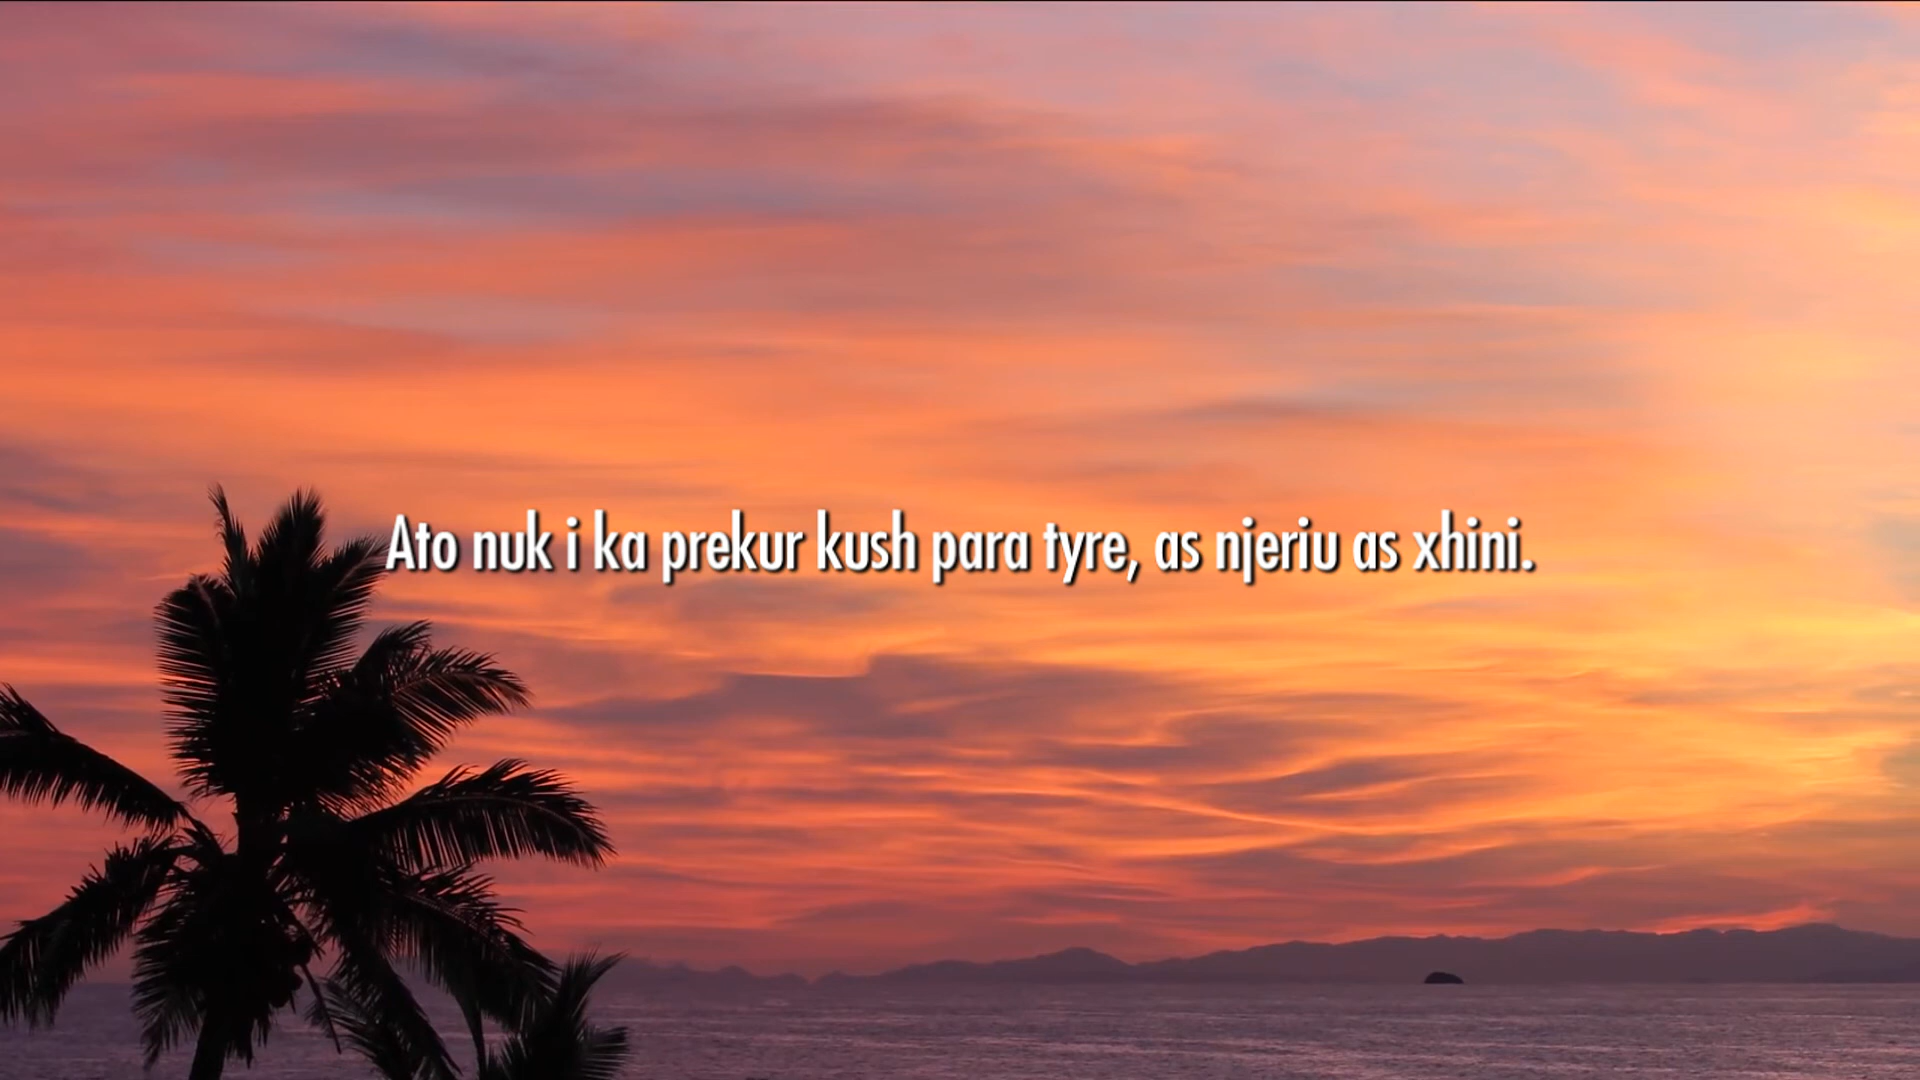 Ato nuk i ka prekur kush para tyre, as njeriu as xhini.